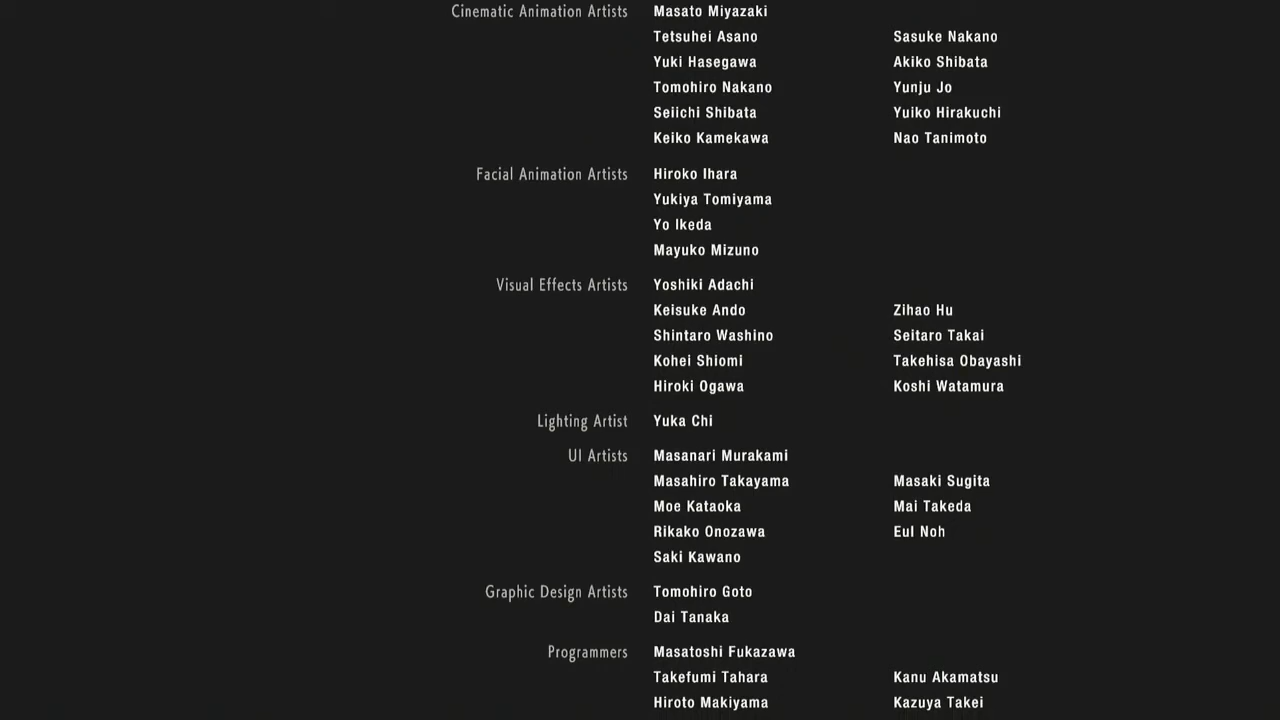 Cinematic Animation Artists Masato Miyazaki
Tetsuhei Asano Sasuke Nakano
Yuki Hasegawa Akiko Shibata
Tomohiro Nakano Yunju Jo
Seiichi Shibata Yuiko Hirakuchi
Keiko Kamekawa Nao Tanimoto
Facial Animation Artists Hiroko Ihara
Yukiya Tomiyama
Yo Ikeda
Mayuko Mizuno
Visual Effects Artists Yoshiki Adachi
Keisuke Ando Zihao Hu
Shintaro Washino Seitaro Takai
Kohei Shiomi Takehisa Obayashi
Hiroki Ogawa Koshi Watamura
Lighting Artist Yuka Chi
UI Artists Masanari Murakami
Masahiro Takayama Masaki Sugita
Moe Kataoka Mai Takeda
Rikako Onozawa Eul Noh
Saki Kawano
Graphic Design Artists Tomohiro Goto
Dai Tanaka
Programmers Masatoshi Fukazawa
Takefumi Tahara Kanu Akamatsu
Hiroto Makiyama Kazuya Takei